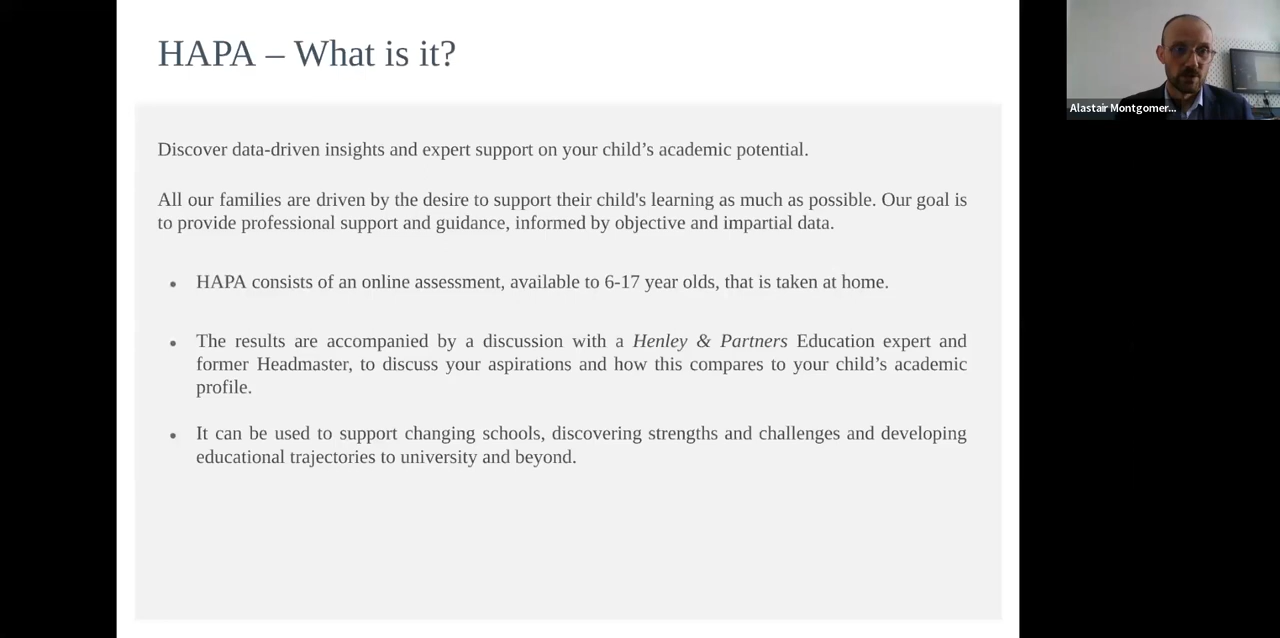 HAPA – What is it?
Discover data-driven insights and expert support on your child’s academic potential.
All our families are driven by the desire to support their child's learning as much as possible. Our goal is
to provide professional support and guidance, informed by objective and impartial data.
• HAPA consists of an online assessment, available to 6-17 year olds, that is taken at home.
• The results are accompanied by a discussion with a Henley & Partners Education expert and
former Headmaster, to discuss your aspirations and how this compares to your child’s academic
profile.
• It can be used to support changing schools, discovering strengths and challenges and developing
educational trajectories to university and beyond.
Alastair Montgomer...